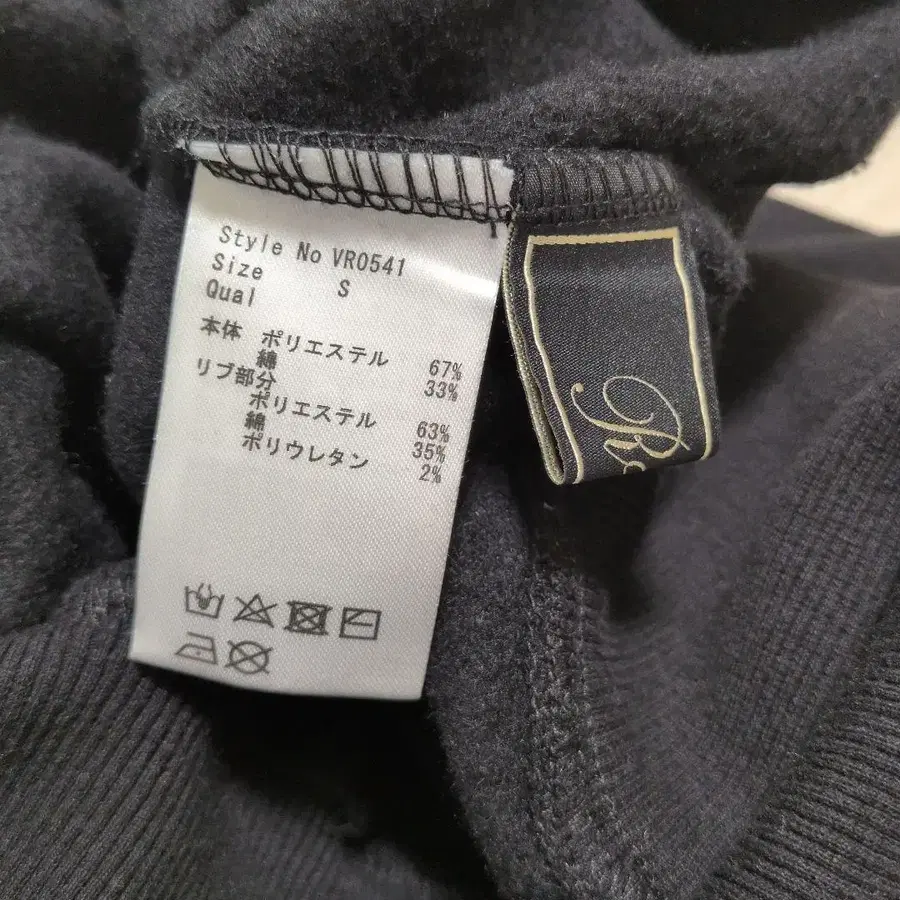 Style No VR0541
Size S
Qual
本体 ポリエステル 67%
綿 33%
リブ部分
ポリエステル 63%
綿 35%
ポリウレタン 2%